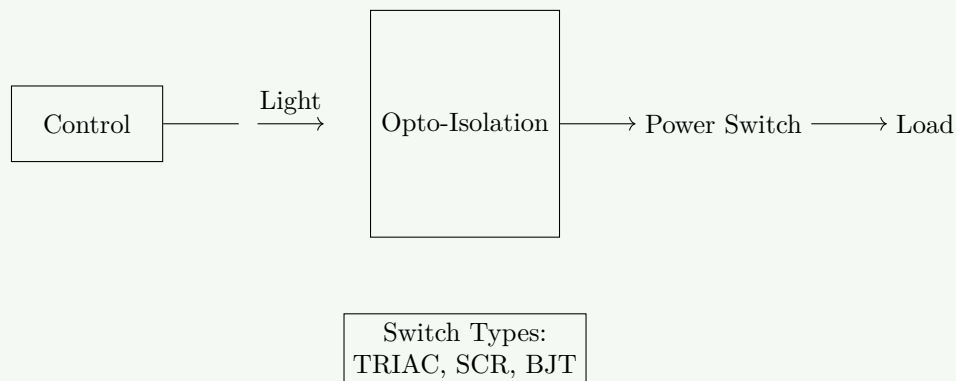 Light
Control
Opto-Isolation
Power Switch
Load
Switch Types:
TRIAC, SCR, BJT